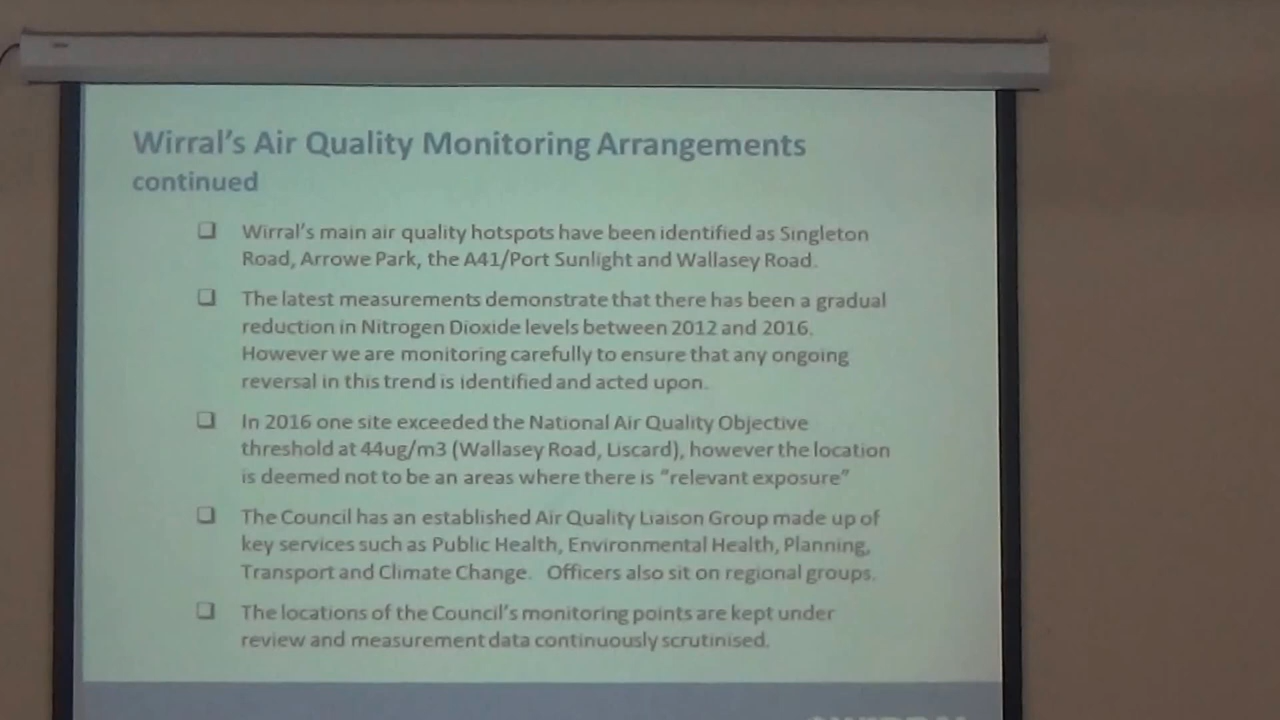 Wirral's Air Quality Monitoring Arrangements
continued
Wirral's main air quality hotspots have been identified as Singleton
Road, Arrowe Park, the A41/Port Sunlight and Wallasey Road.
The latest measurements demonstrate that there has been a gradual
reduction in Nitrogen Dioxide levels between 2012 and 2016.
However we are monitoring carefully to ensure that any ongoing
reversal in this trend is identified and acted upon.
In 2016 one site exceeded the National Air Quality Objective
threshold at 44ug/m3 (Wallasey Road, Liscard), however the location
is deemed not to be an areas where there is "relevant exposure"
The Council has an established Air Quality Liaison Group made up of
key services such as Public Health, Environmental Health, Planning,
Transport and Climate Change. Officers also sit on regional groups.
The locations of the Council's monitoring points are kept under
review and measurement data continuously scrutinised.